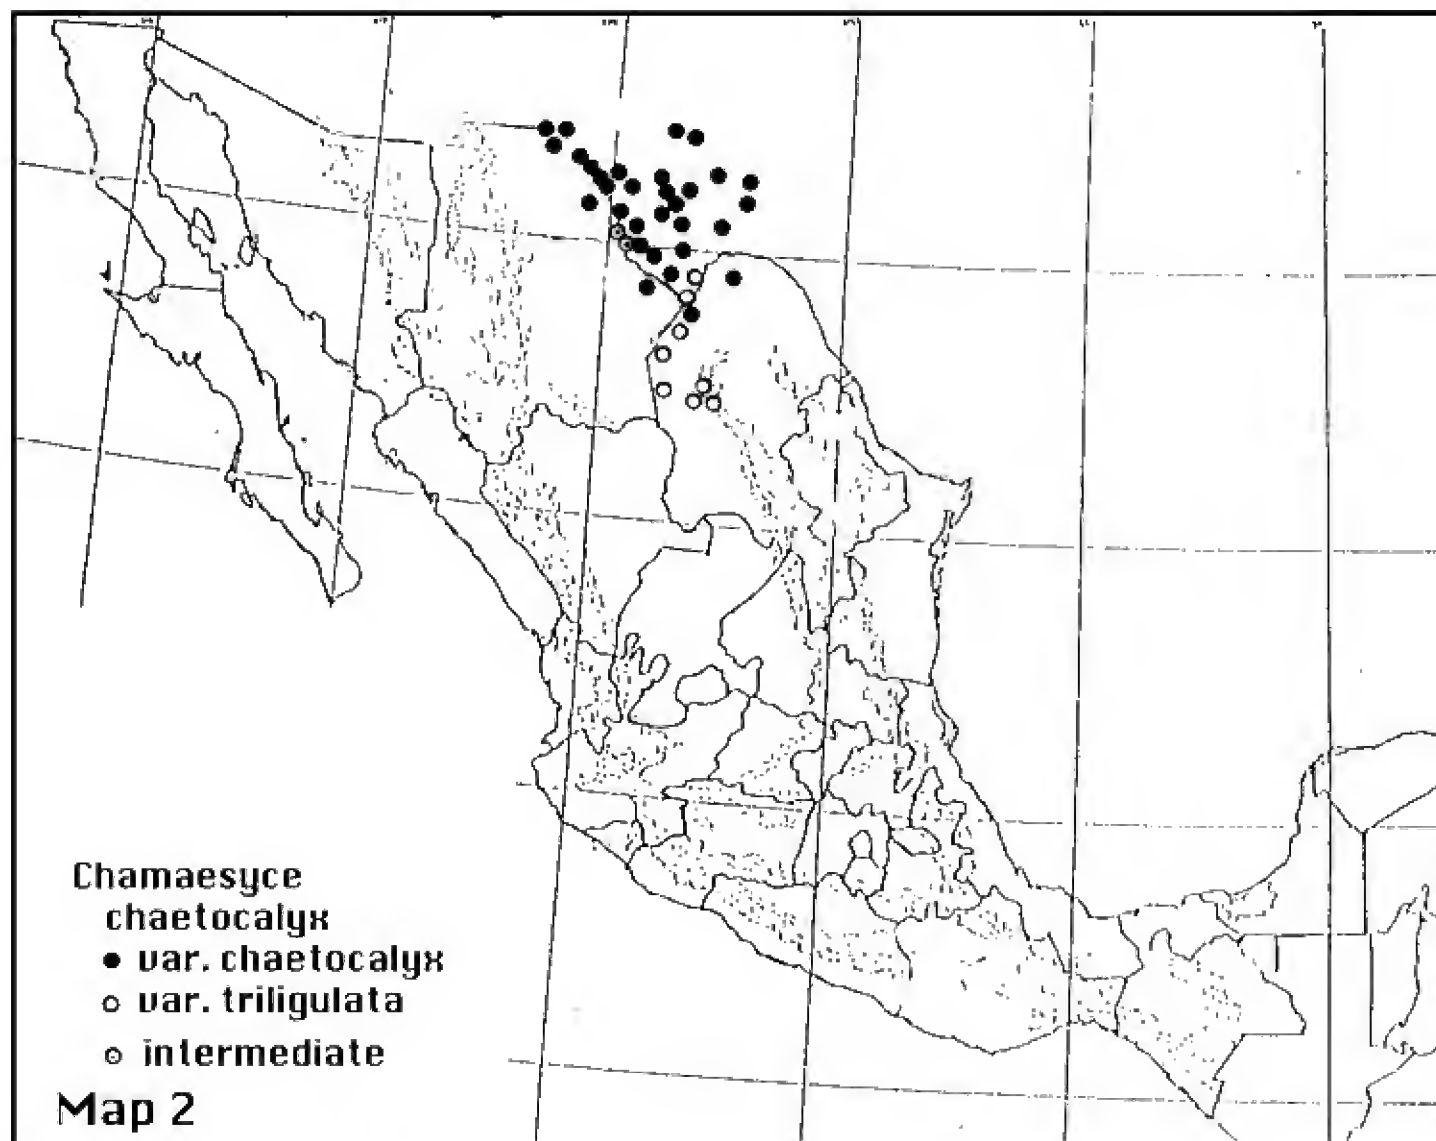 Chamaesyce
chaetocalyx
var. chaetocalyx
var. triligulata
intermediate
Map 2